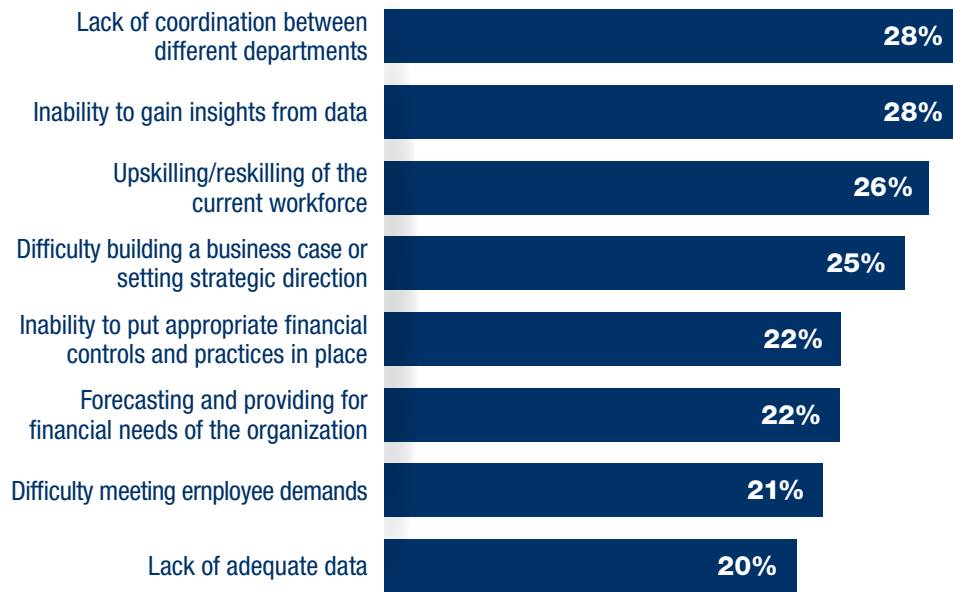 Lack of coordination between
different departments
28%
Inability to gain insights from data
28%
Upskilling/reskilling of the
current workforce
26%
Difficulty building a business case or
setting strategic direction
25%
Inability to put appropriate financial
controls and practices in place
22%
Forecasting and providing for
financial needs of the organization
22%
Difficulty meeting ernployee demands
21%
Lack of adequate data
20%